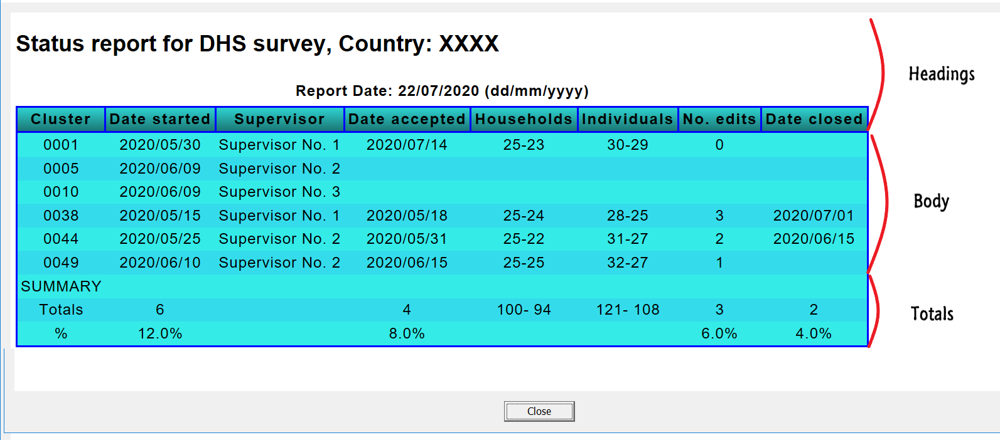 Status report for DHS survey, Country: XXXX
Headings
Report Date: 22/07/2020 (dd/mm/yyyy)
Cluster Date started Supervisor Date accepted Households Individuals No. edits Date closed
0001 2020/05/30 Supervisor No. 1 2020/07/14 25-23 30-29 0
0005 2020/06/09 Supervisor No. 2
0010 2020/06/09 Supervisor No. 3
Body
0038 2020/05/15 Supervisor No. 1 2020/05/18 25-24 28-25 3 2020/07/01
0044 2020/05/25 Supervisor No. 2 2020/05/31 25-22 31-27 2 2020/06/15
0049 2020/06/10 Supervisor No. 2 2020/06/15 25-25 32-27 1
SUMMARY
Totals 6 4 100- 94 121- 108 3 2
Totals
% 12.0% 8.0% 6.0% 4.0%
Close